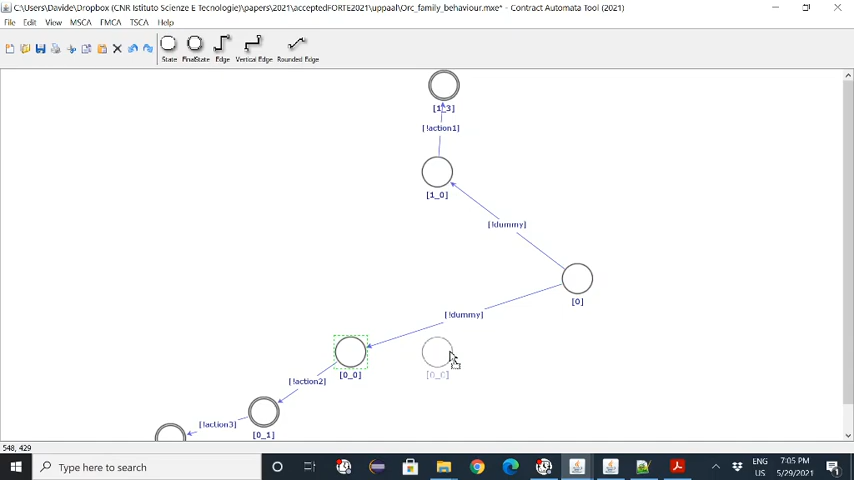 C:\Users\Davide\Dropbox (CNR Istituto Scienze E Tecnologie)\papers\2021\acceptedFORTE2021\uppaal\Orc_family_behaviour.mxe* - Contract Automata Tool (2021)
File Edit View MSCA FMCA TSCA Help
State FinalState Edge Vertical Edge Rounded Edge
[1_3]
[!action1]
[1_0]
[!dummy]
[0]
[!dummy]
[0_0] [0_0]
[!action2]
[!action3]
[0_1]
548, 429
Type here to search
ENG 7:05 PM
US 5/29/2021